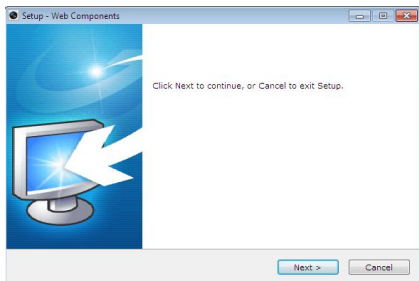 Setup - Web Components
Click Next to continue, or Cancel to exit Setup.
Next >
Cancel